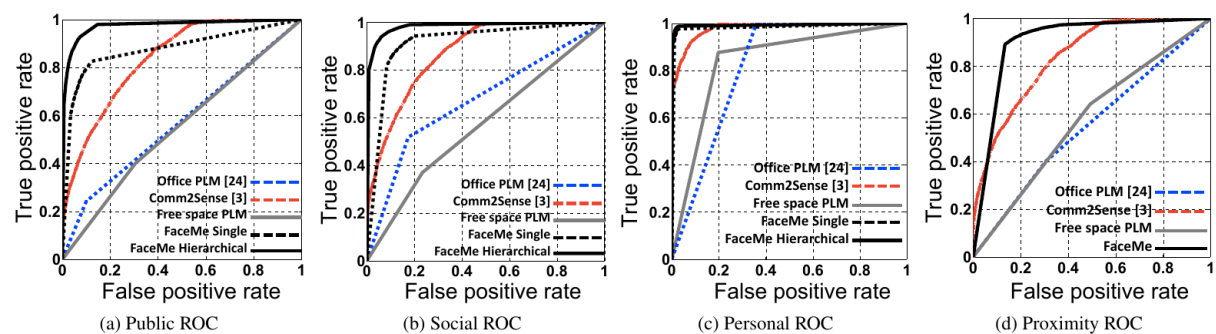 True positive rate
1
0.8
0.6
0.4
0.2
0
Office PLM [24]
Comm2Sense [3]
Free space PLM
FaceMe Single
FaceMe Hierarchical
0 0.2 0.4 0.6 0.8 1
False positive rate
(a) Public ROC
True positive rate
1
0.8
0.6
0.4
0.2
0
Office PLM [24]
Comm2Sense [3]
Free space PLM
FaceMe Single
FaceMe Hierarchical
0 0.2 0.4 0.6 0.8 1
False positive rate
(b) Social ROC
True positive rate
1
0.8
0.6
0.4
0.2
0
Office PLM [24]
Comm2Sense [3]
Free space PLM
FaceMe Single
FaceMe Hierarchical
0 0.2 0.4 0.6 0.8 1
False positive rate
(c) Personal ROC
True positive rate
1
0.8
0.6
0.4
0.2
0
Office PLM [24]
Comm2Sense [3]
Free space PLM
FaceMe
0 0.2 0.4 0.6 0.8 1
False positive rate
(d) Proximity ROC